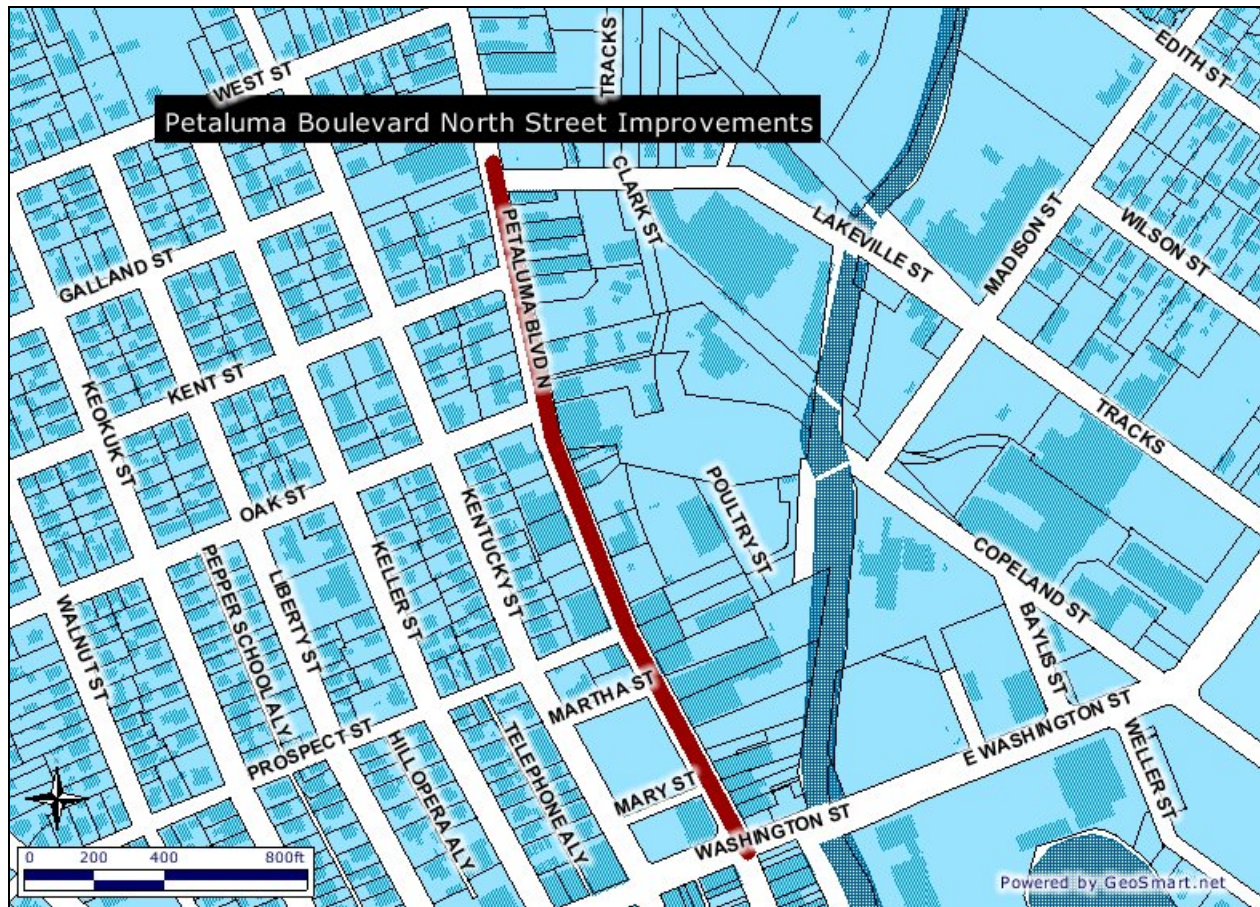 EDITH ST
TRACKS
WEST ST
Petaluma Boulevard North Street Improvements
CLARK ST
LAKEVILLE ST
MADISON ST
WILSON ST
PETALUMA BLVD N
GALLAND ST
KENT ST
KEOKUK ST
TRACKS
OAK ST
KENTUCKY ST
POULTRY ST
KELLER ST
COPELAND ST
PEPPER SCHOOL ALY
LIBERTY ST
WALNUT ST
BAYLIS ST
MARTHA ST
PROSPECT ST
HILLOPERA ALY
TELEPHONE ALY
E WASHINGTON ST
WELLER ST
MARY ST
WASHINGTON ST
0 200 400 800ft
Powered by GeoSmart.net